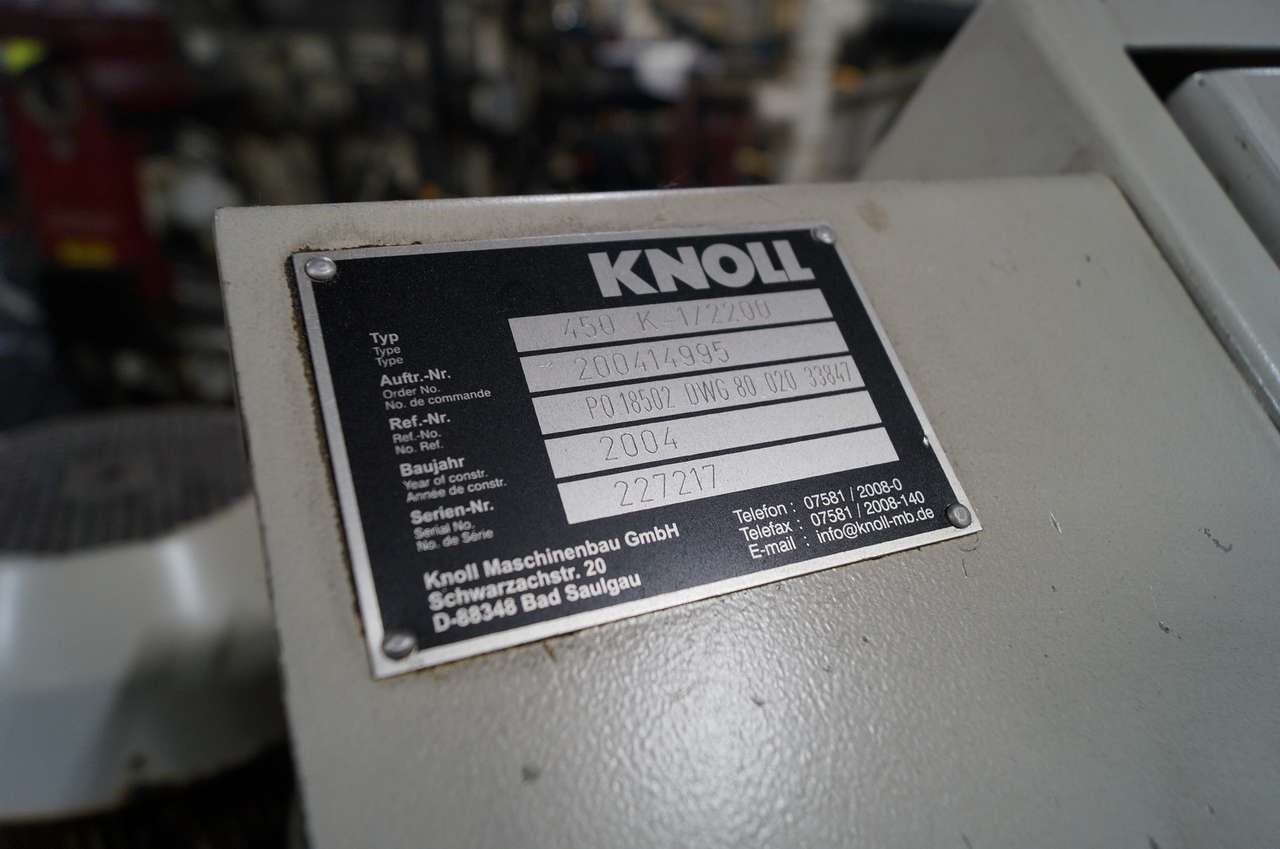 KNOLL
Typ
Type
Type
450 K-1/2200
Auftr.-Nr.
Order No.
No. de commande
200414995
Ref.-Nr.
Ref.-No.
No. Ref.
PO 18502 DWG 80 020 33847
Baujahr
Year of constr.
Année de constr.
2004
Serien-Nr.
Serial No.
No. de Série
227217
Knoll Maschinenbau GmbH
Schwarzachstr. 20
D-88348 Bad Saulgau
Telefon : 07581 / 2008-0
Telefax : 07581 / 2008-140
E-mail : info@knoll-mb.de